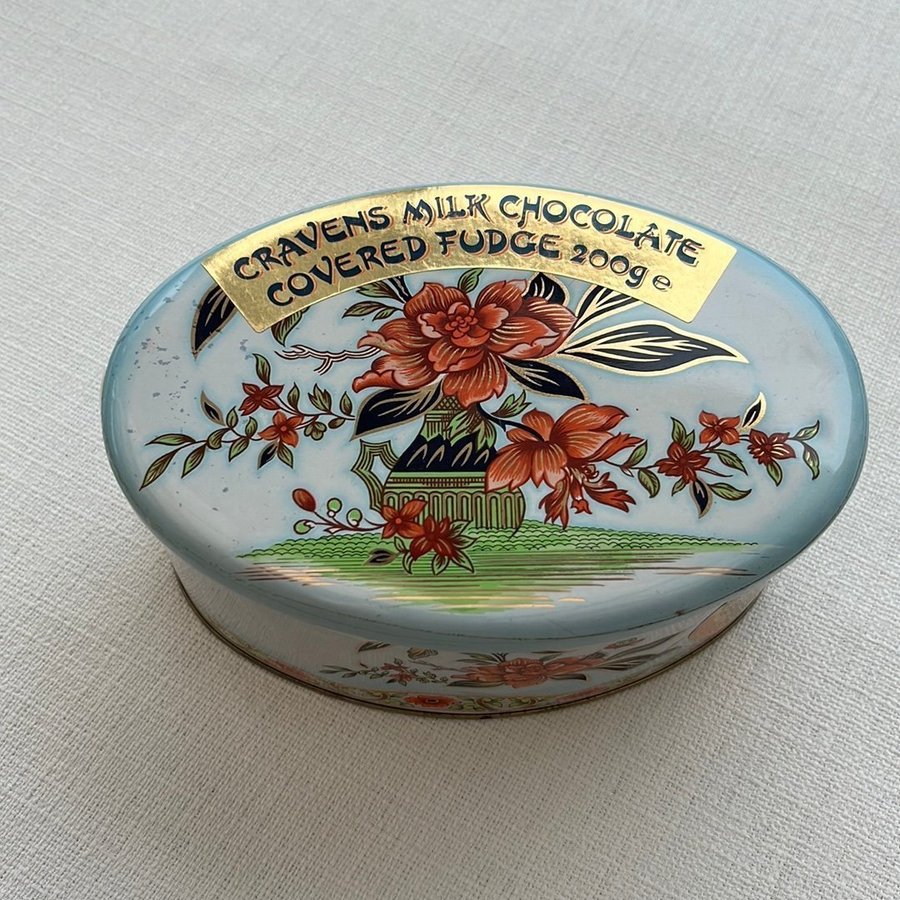 CRAVENS MILK CHOCOLATE
COVERED FUDGE 200g e